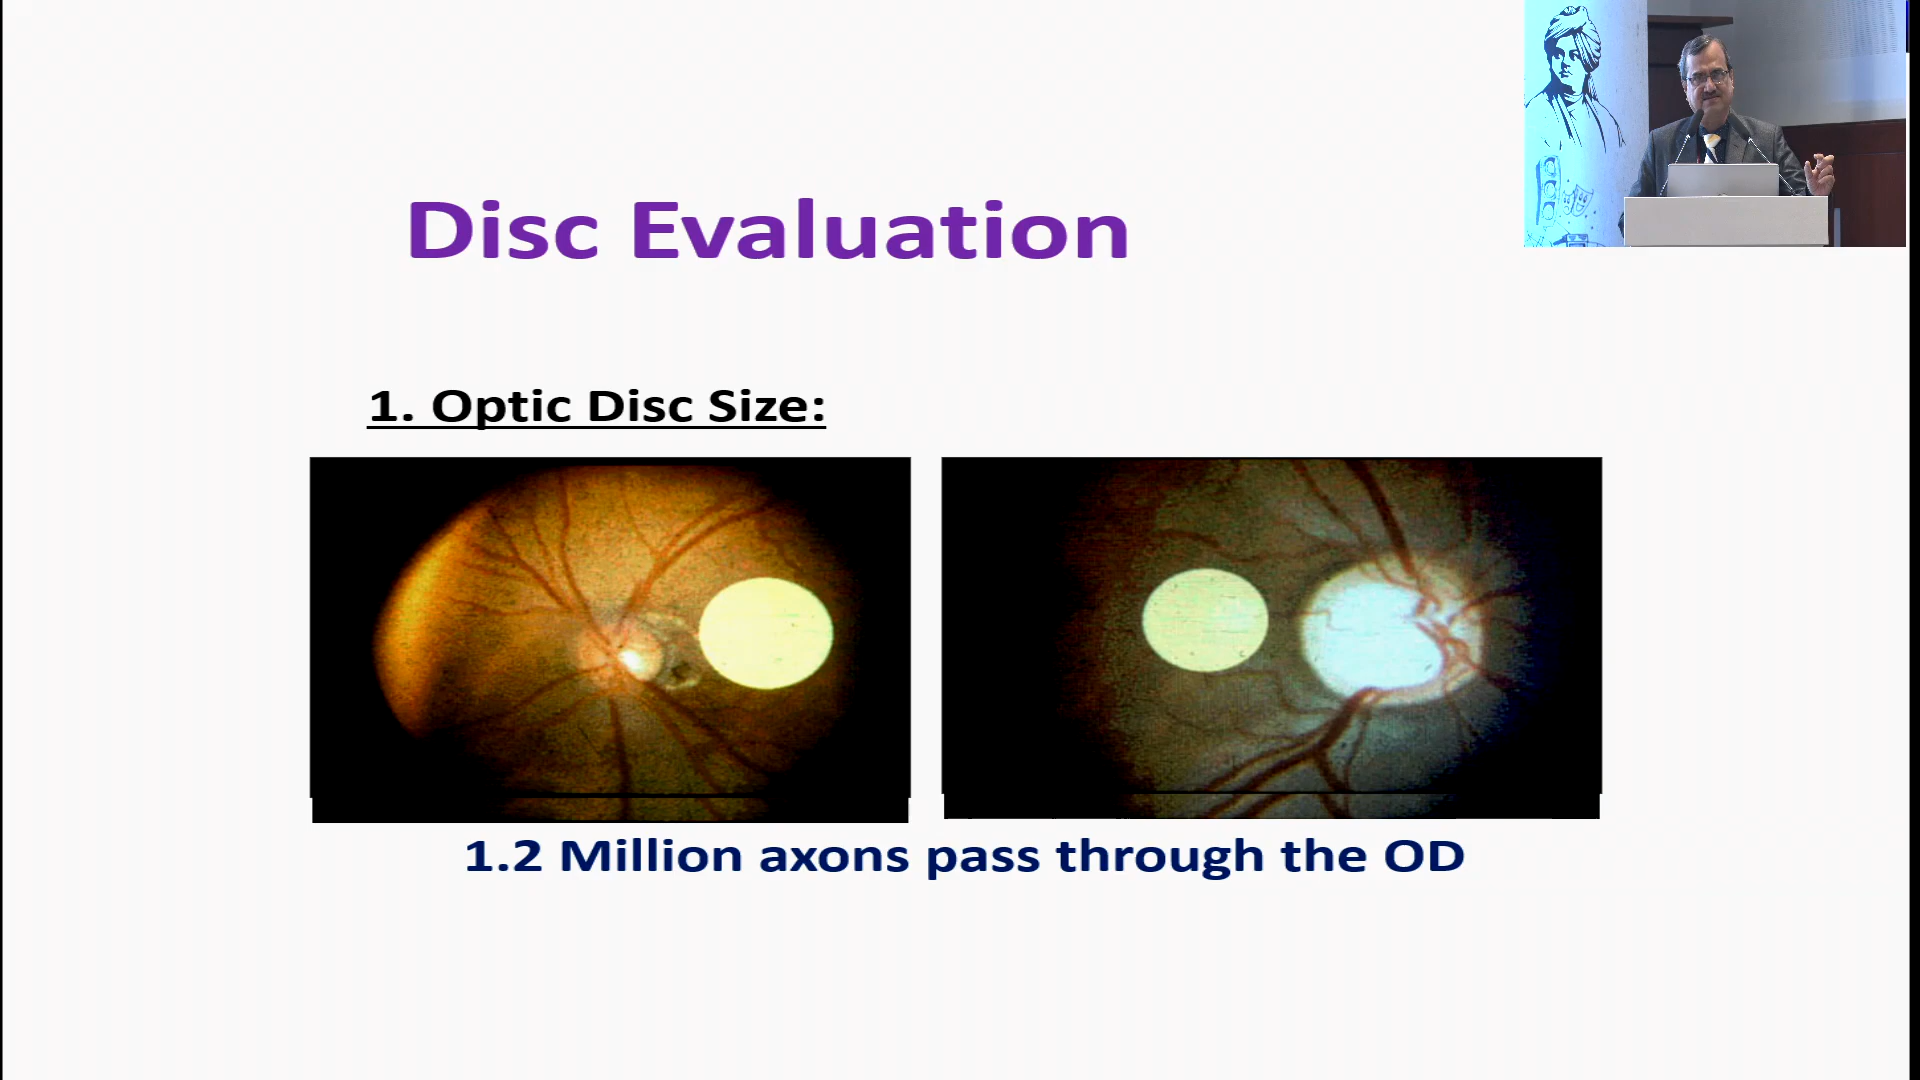 Disc Evaluation
1. Optic Disc Size:
1.2 Million axons pass through the OD